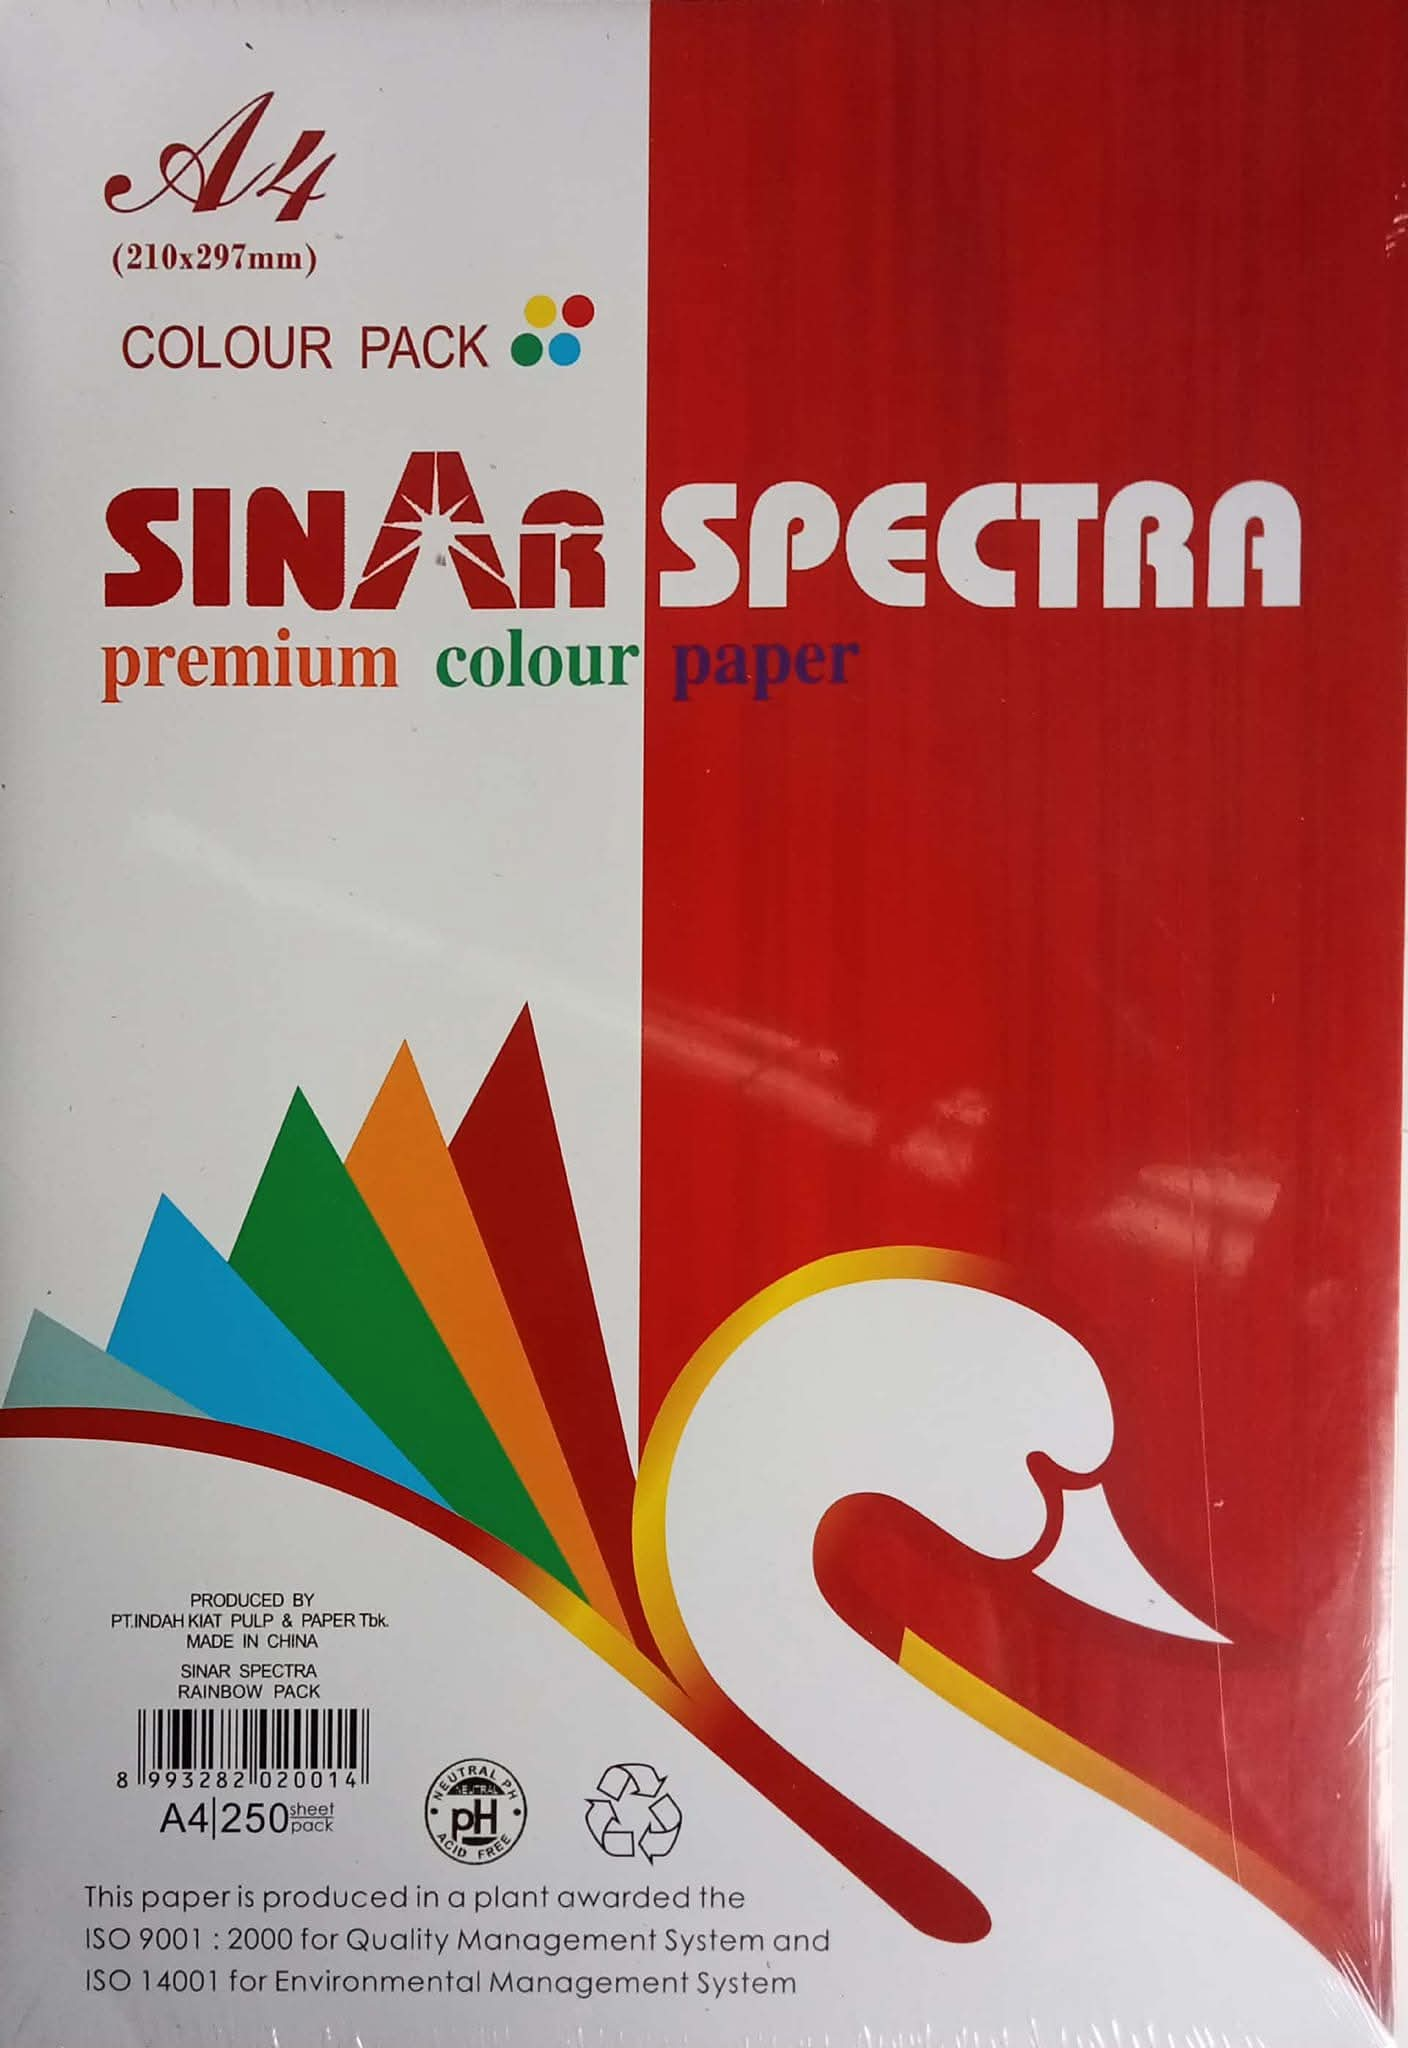 A4
(210x297mm)
COLOUR PACK
SINAR SPECTRA
premium colour paper
PRODUCED BY
PT.INDAH KIAT PULP & PAPER Tbk.
MADE IN CHINA
SINAR SPECTRA
RAINBOW PACK
8 993282 020014
A4|250 sheet pack
NEUTRAL PH
NEUTRAL
pH
ACID FREE
This paper is produced in a plant awarded the
ISO 9001 : 2000 for Quality Management System and
ISO 14001 for Environmental Management System